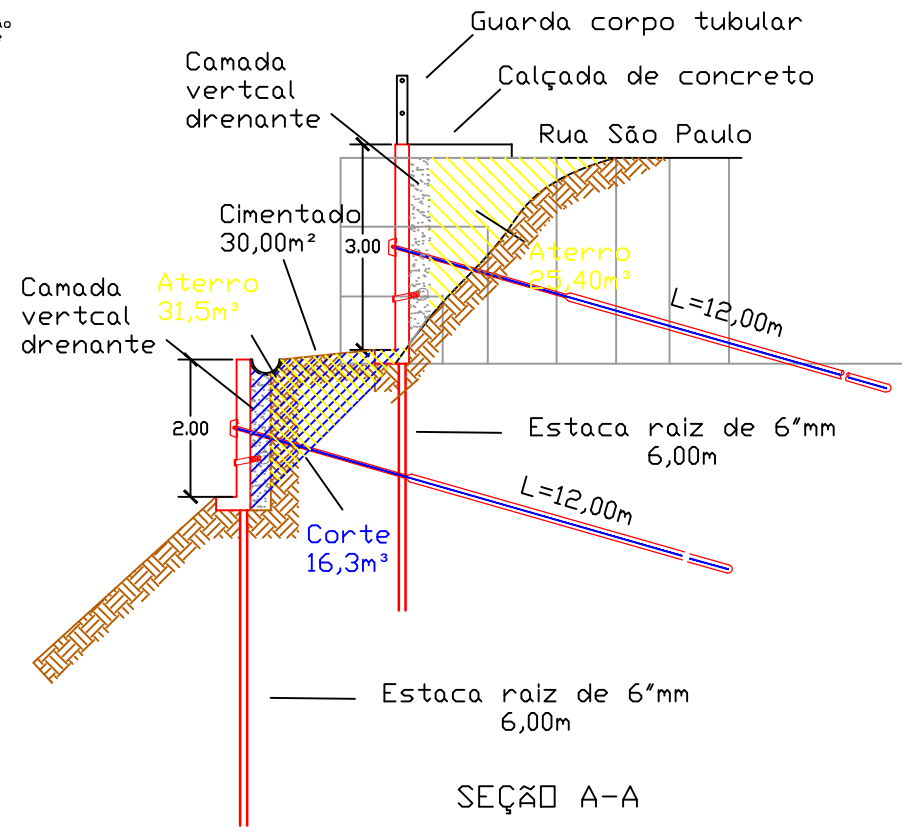 ão
Guarda corpo tubular
Camada
vertcal
drenante
Calçada de concreto
Rua São Paulo
Cimentado
30,00m²
3.00
Aterro
25,40m³
Aterro
31,5m³
Camada
vertcal
drenante
L=12,00m
2.00
Estaca raiz de 6"mm
6,00m
L=12,00m
Corte
16,3m³
Estaca raiz de 6"mm
6,00m
SEÇÃO A-A